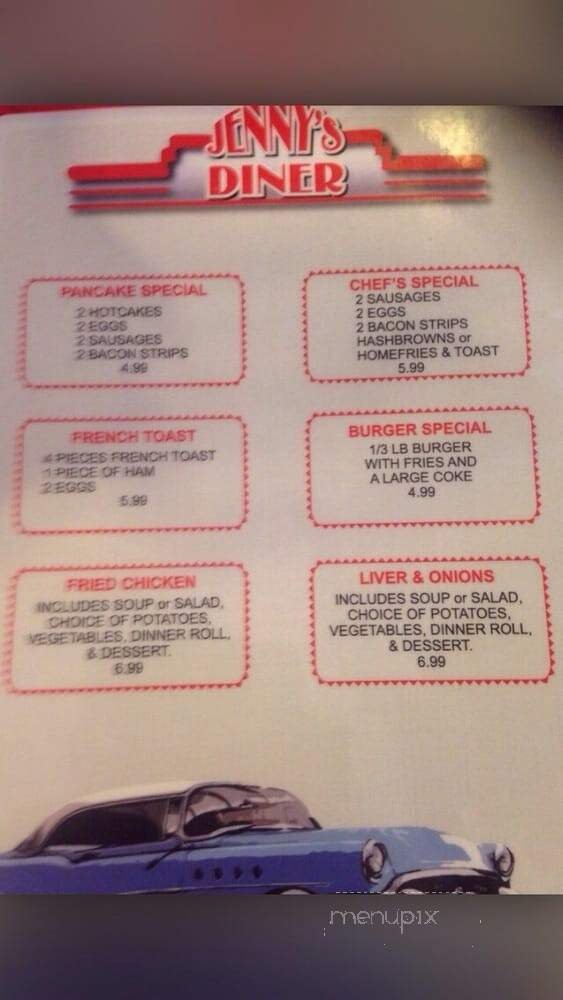 JENNY'S
DINER
PANCAKE SPECIAL
2 HOTCAKES
2 EGGS
2 SAUSAGES
2 BACON STRIPS
4.99
CHEF'S SPECIAL
2 SAUSAGES
2 EGGS
2 BACON STRIPS
HASHBROWNS or
HOMEFRIES & TOAST
5.99
FRENCH TOAST
4 PIECES FRENCH TOAST
1 PIECE OF HAM
2 EGGS
5.99
BURGER SPECIAL
1/3 LB BURGER
WITH FRIES AND
A LARGE COKE
4.99
FRIED CHICKEN
INCLUDES SOUP or SALAD,
CHOICE OF POTATOES,
VEGETABLES, DINNER ROLL,
& DESSERT.
6.99
LIVER & ONIONS
INCLUDES SOUP or SALAD,
CHOICE OF POTATOES,
VEGETABLES, DINNER ROLL,
& DESSERT.
6.99
menupix